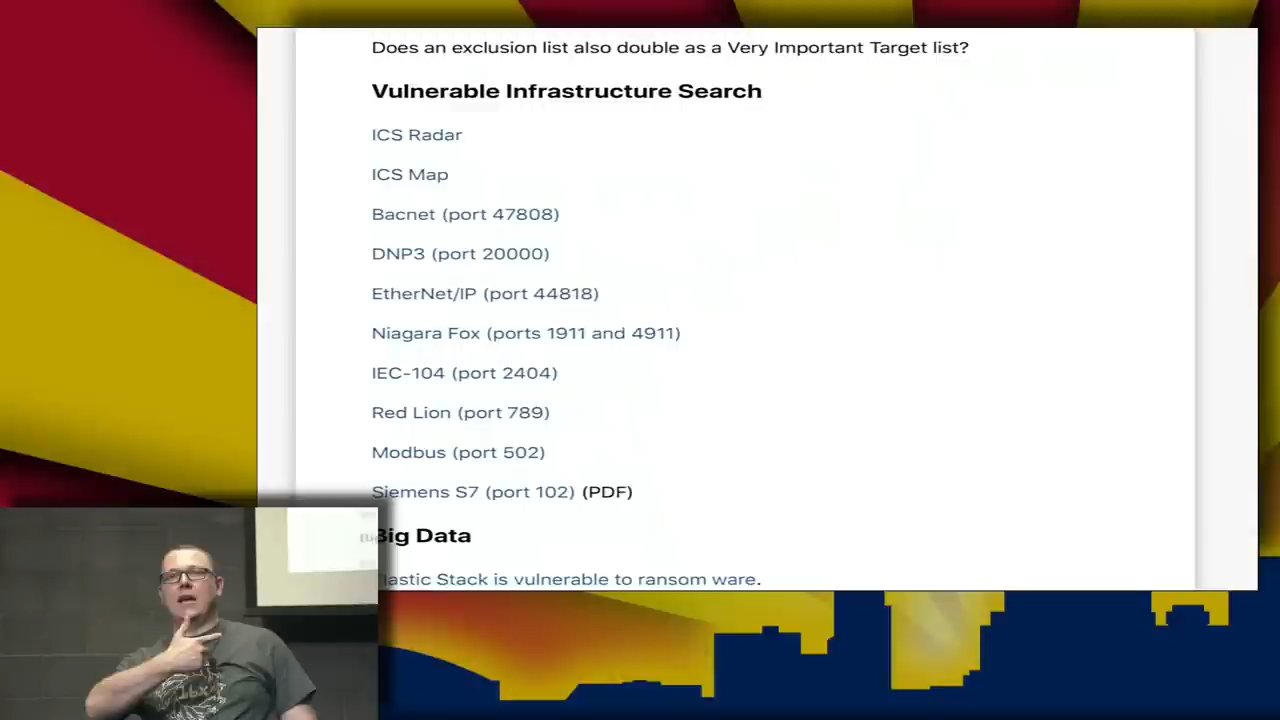 Does an exclusion list also double as a Very Important Target list?
Vulnerable Infrastructure Search
ICS Radar
ICS Map
Bacnet (port 47808)
DNP3 (port 20000)
EtherNet/IP (port 44818)
Niagara Fox (ports 1911 and 4911)
IEC-104 (port 2404)
Red Lion (port 789)
Modbus (port 502)
Siemens S7 (port 102) (PDF)
Big Data
lastic Stack is vulnerable to ransom ware.